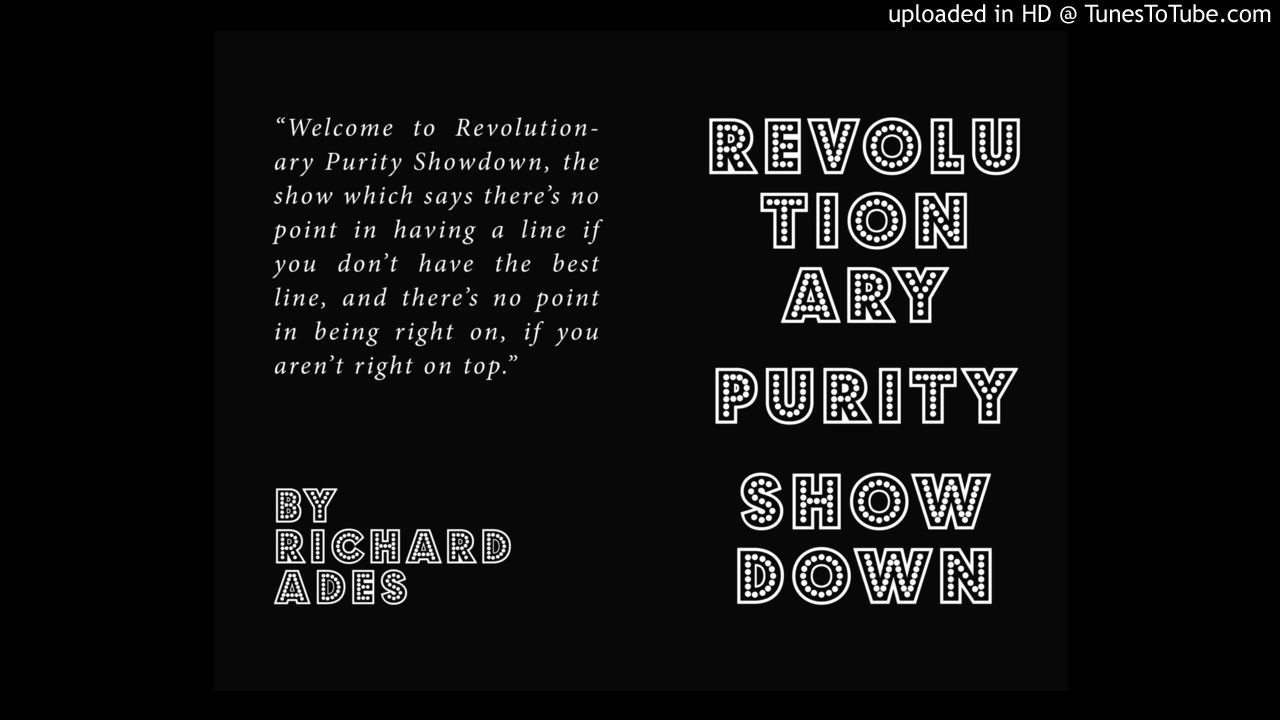 uploaded in HD @ TunesToTube.com
“Welcome to Revolution-
ary Purity Showdown, the
show which says there’s no
point in having a line if
you don’t have the best
line, and there’s no point
in being right on, if you
aren’t right on top.”
BY
RICHARD
ADES
REVOLU
TION
ARY
PURITY
SHOW
DOWN